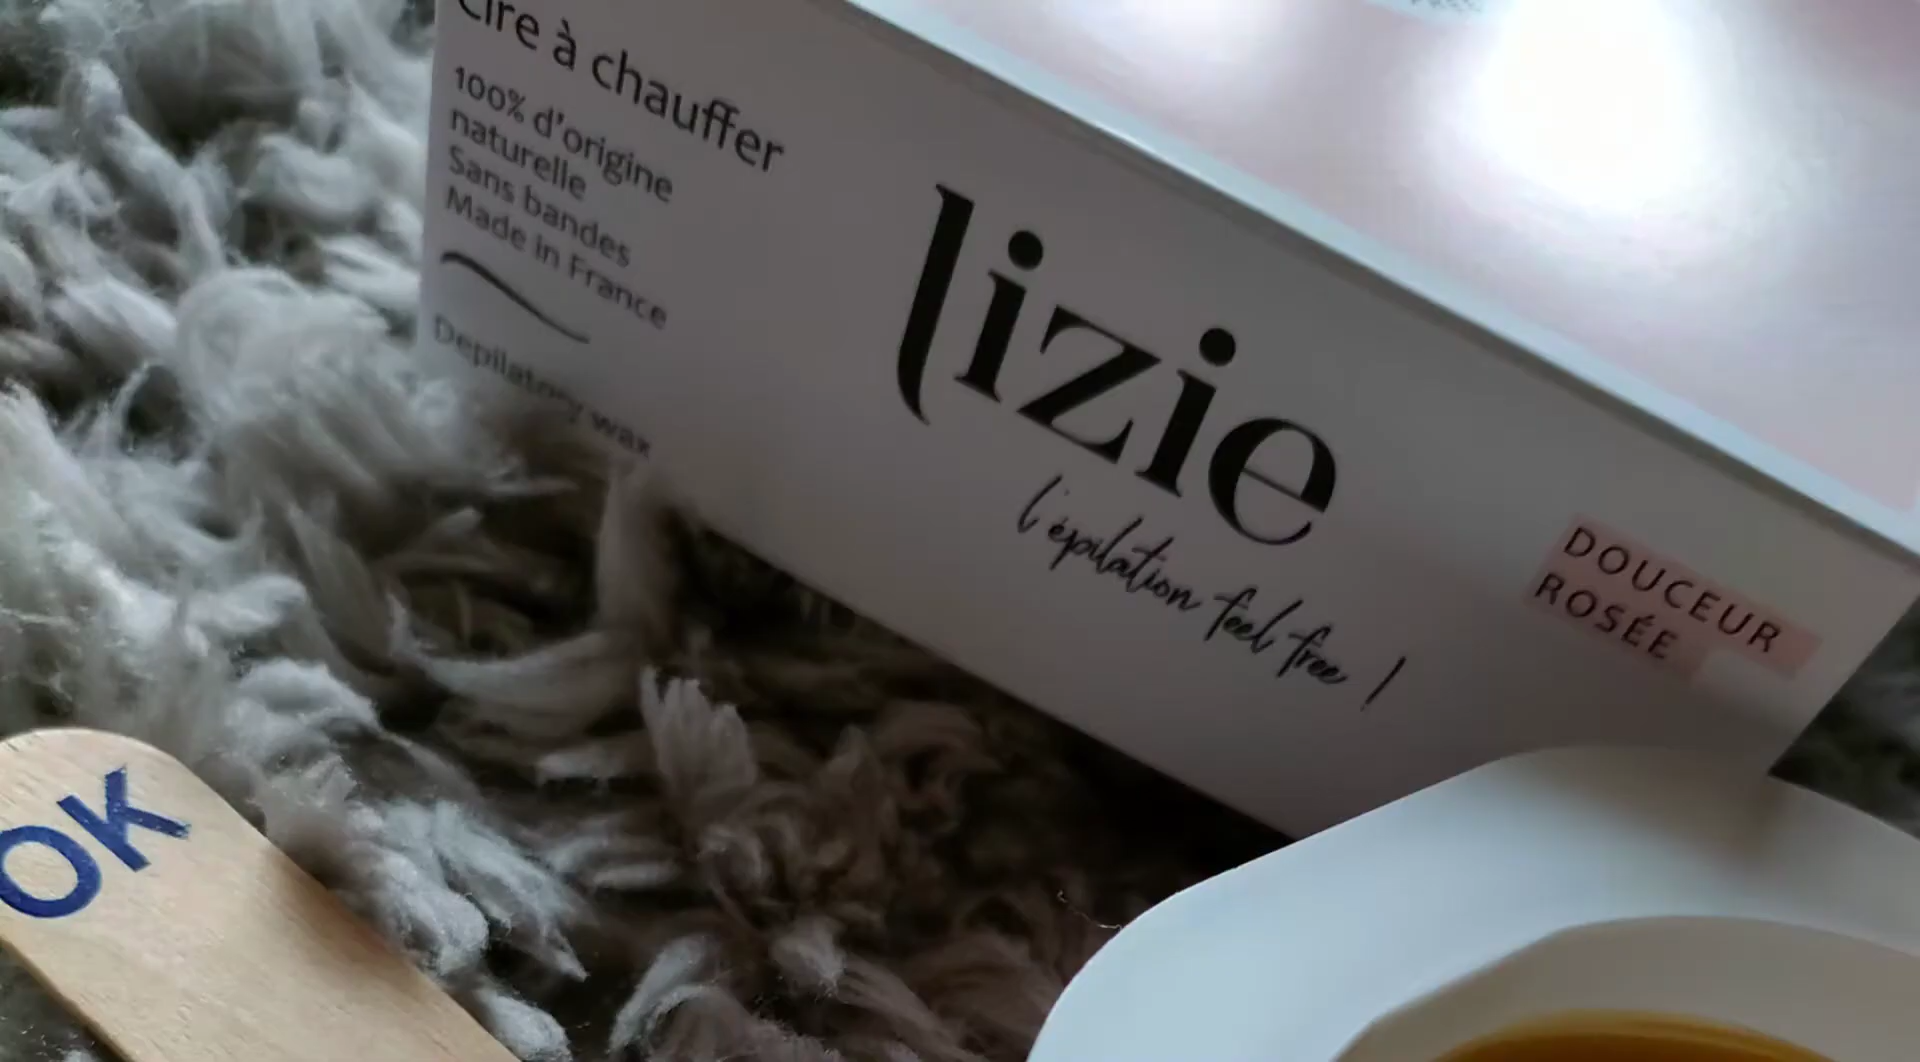 Cire à chauffer
100% d'origine
naturelle
Sans bandes
Made in France
Depilatory wax
lizie
l'épilation feel free !
DOUCEUR
ROSÉE
OK